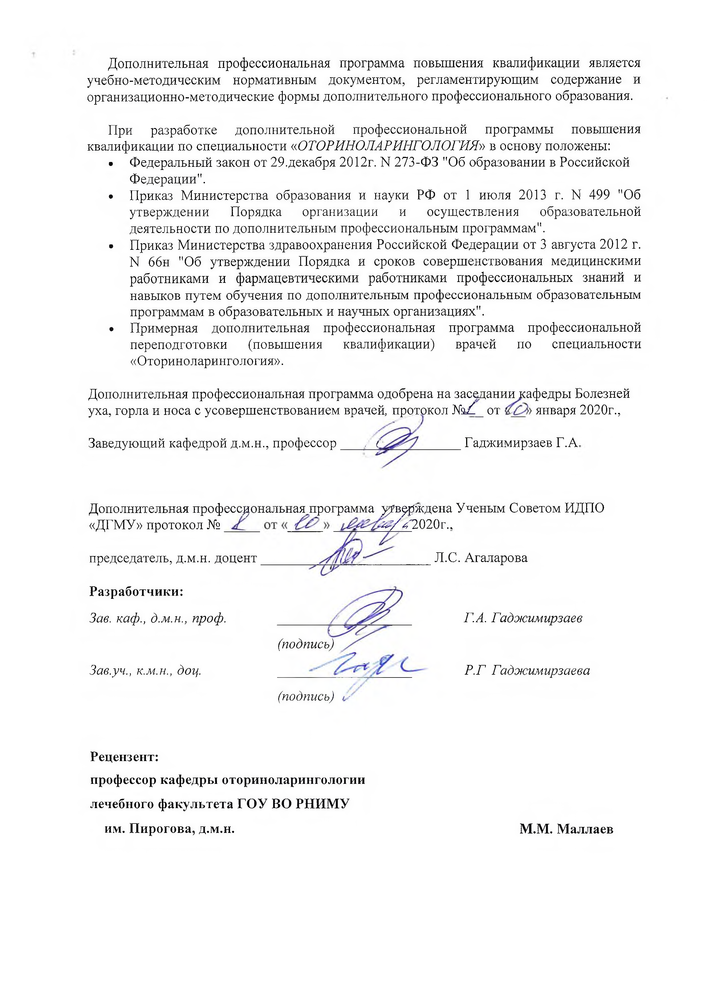 Дополнительная профессиональная программа повышения квалификации является
учебно-методическим нормативным документом, регламентирующим содержание и
организационно-методические формы дополнительного профессионального образования.
При разработке дополнительной профессиональной программы повышения
квалификации по специальности «ОТОРИНОЛАРИНГОЛОГИЯ» в основу положены:
• Федеральный закон от 29.декабря 2012г. N 273-ФЗ "Об образовании в Российской
Федерации".
• Приказ Министерства образования и науки РФ от 1 июля 2013 г. N 499 "Об
утверждении Порядка организации и осуществления образовательной
деятельности по дополнительным профессиональным программам".
• Приказ Министерства здравоохранения Российской Федерации от 3 августа 2012 г.
N 66н "Об утверждении Порядка и сроков совершенствования медицинскими
работниками и фармацевтическими работниками профессиональных знаний и
навыков путем обучения по дополнительным профессиональным образовательным
программам в образовательных и научных организациях".
• Примерная дополнительная профессиональная программа профессиональной
переподготовки (повышения квалификации) врачей по специальности
«Оториноларингология».
Дополнительная профессиональная программа одобрена на заседании кафедры Болезней
уха, горла и носа с усовершенствованием врачей, протокол №1 от «10» января 2020г.,
Заведующий кафедрой д.м.н., профессор Гаджимирзаев Г.А.
Дополнительная профессиональная программа утверждена Ученым Советом ИДПО
«ДГМУ» протокол № 1 от «10» января 2020г.,
председатель, д.м.н. доцент Л.С. Агаларова
Разработчики:
Зав. каф., д.м.н., проф. Г.А. Гаджимирзаев
(подпись)
Зав.уч., к.м.н., доц. Р.Г Гаджимирзаева
(подпись)
Рецензент:
профессор кафедры оториноларингологии
лечебного факультета ГОУ ВО РНИМУ
им. Пирогова, д.м.н. М.М. Маллаев